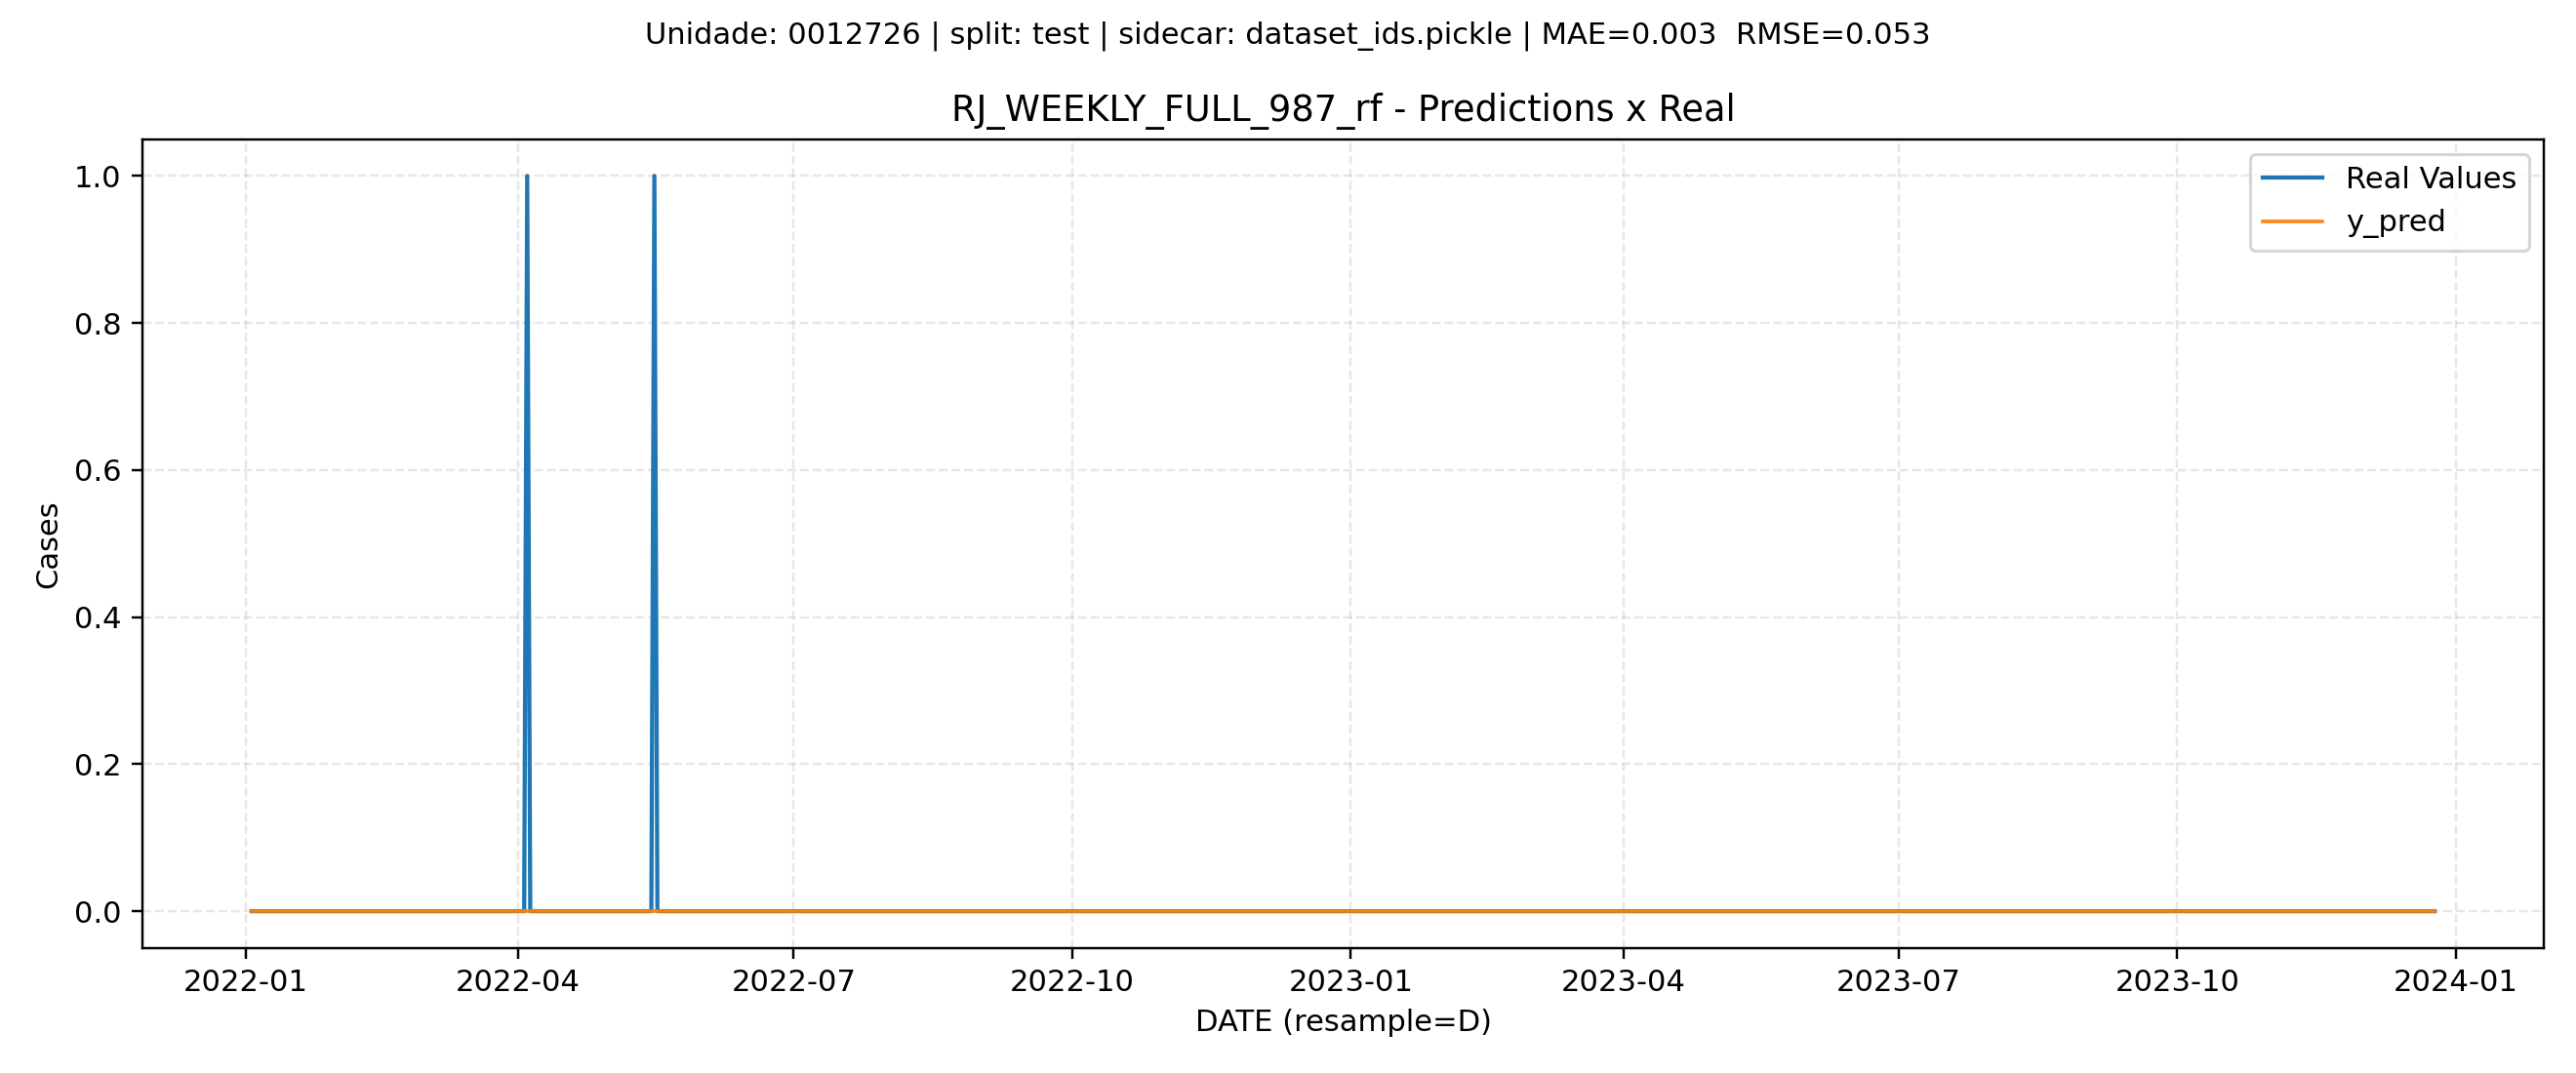 Unidade: 0012726 | split: test | sidecar: dataset_ids.pickle | MAE=0.003  RMSE=0.053
RJ_WEEKLY_FULL_987_rf - Predictions x Real
Real Values
y_pred
1.0
0.8
0.6
0.4
0.2
0.0
Cases
2022-01
2022-04
2022-07
2022-10
2023-01
2023-04
2023-07
2023-10
2024-01
DATE (resample=D)